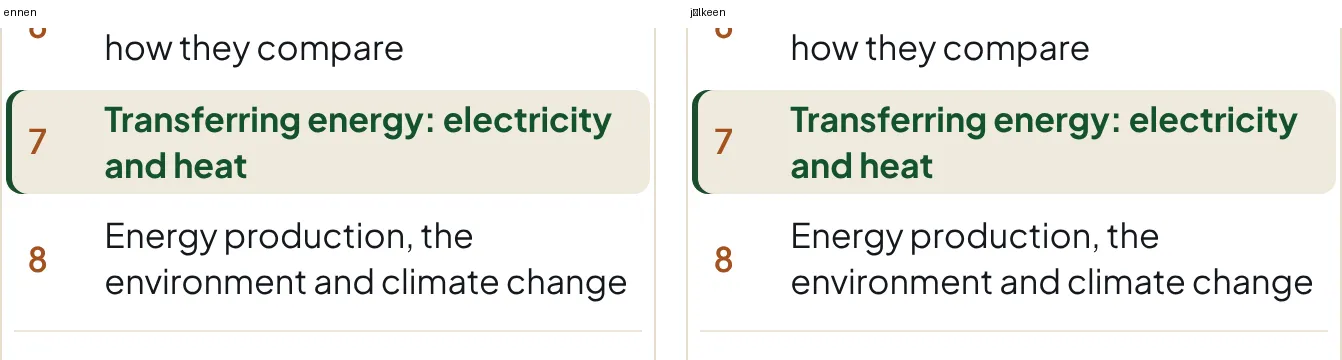 ennen
jälkeen
how they compare
7
Transferring energy: electricity
and heat
8
Energy production, the
environment and climate change
how they compare
7
Transferring energy: electricity
and heat
8
Energy production, the
environment and climate change